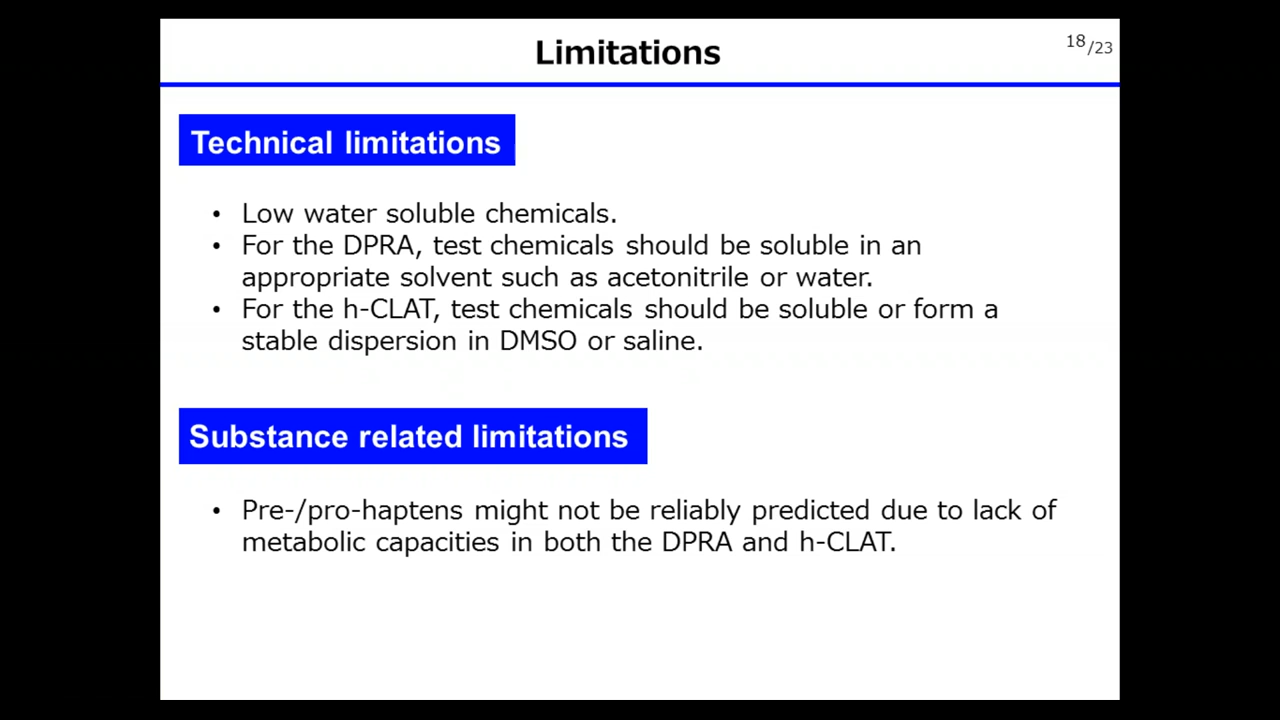 Limitations
18/23
Technical limitations
• Low water soluble chemicals.
• For the DPRA, test chemicals should be soluble in an
appropriate solvent such as acetonitrile or water.
• For the h-CLAT, test chemicals should be soluble or form a
stable dispersion in DMSO or saline.
Substance related limitations
• Pre-/pro-haptens might not be reliably predicted due to lack of
metabolic capacities in both the DPRA and h-CLAT.